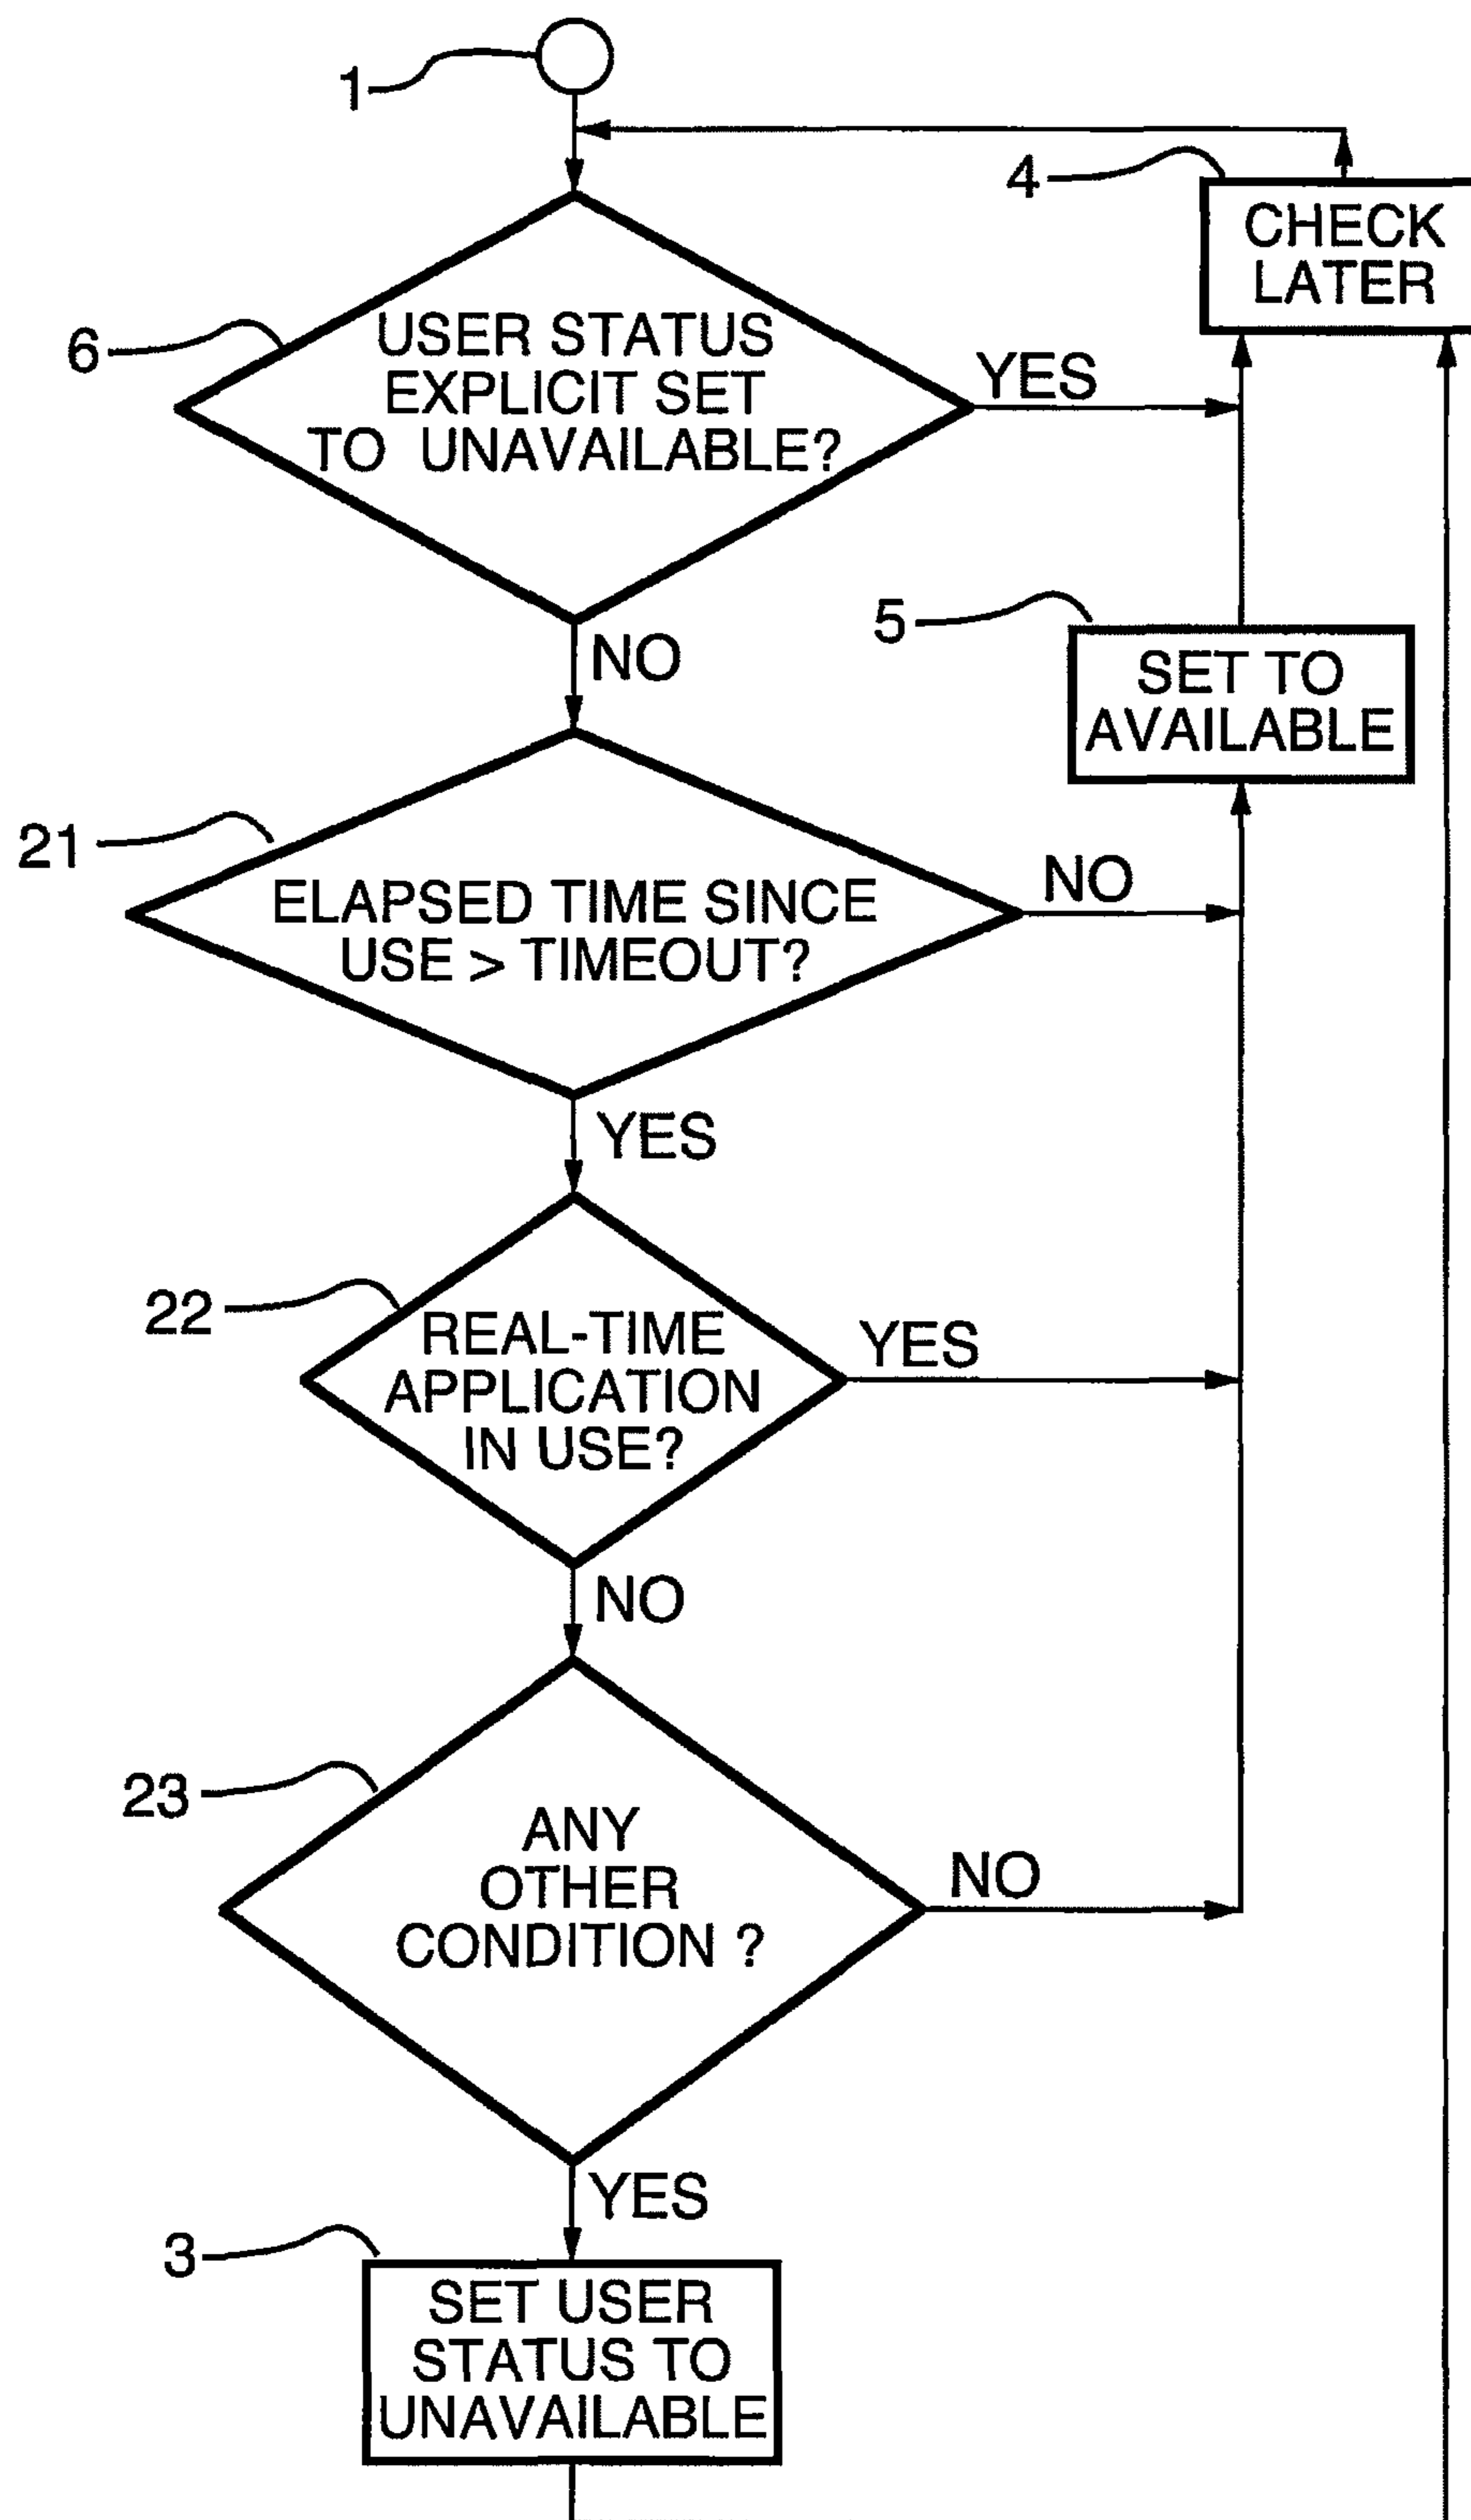 1
4
CHECK
LATER
6
USER STATUS
EXPLICIT SET
TO UNAVAILABLE?
YES
NO
5
SET TO
AVAILABLE
21
ELAPSED TIME SINCE
USE > TIMEOUT?
NO
YES
22
REAL-TIME
APPLICATION
IN USE?
YES
NO
23
ANY
OTHER
CONDITION ?
NO
YES
3
SET USER
STATUS TO
UNAVAILABLE